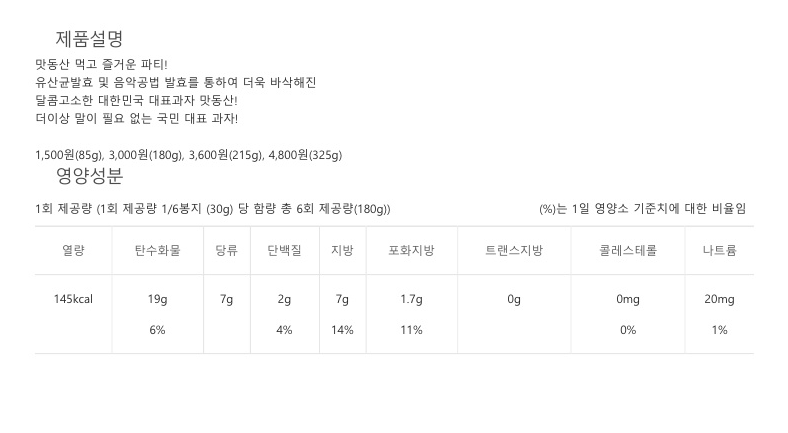 제품설명
맛동산 먹고 즐거운 파티!
유산균발효 및 음악공법 발효를 통하여 더욱 바삭해진
달콤고소한 대한민국 대표과자 맛동산!
더이상 말이 필요 없는 국민 대표 과자!
1,500원(85g), 3,000원(180g), 3,600원(215g), 4,800원(325g)
영양성분
1회 제공량 (1회 제공량 1/6봉지 (30g) 당 함량 총 6회 제공량(180g)) (%)는 1일 영양소 기준치에 대한 비율임
열량 탄수화물 당류 단백질 지방 포화지방 트랜스지방 콜레스테롤 나트륨
145kcal 19g 7g 2g 7g 1.7g 0g 0mg 20mg
6% 4% 14% 11% 0% 1%